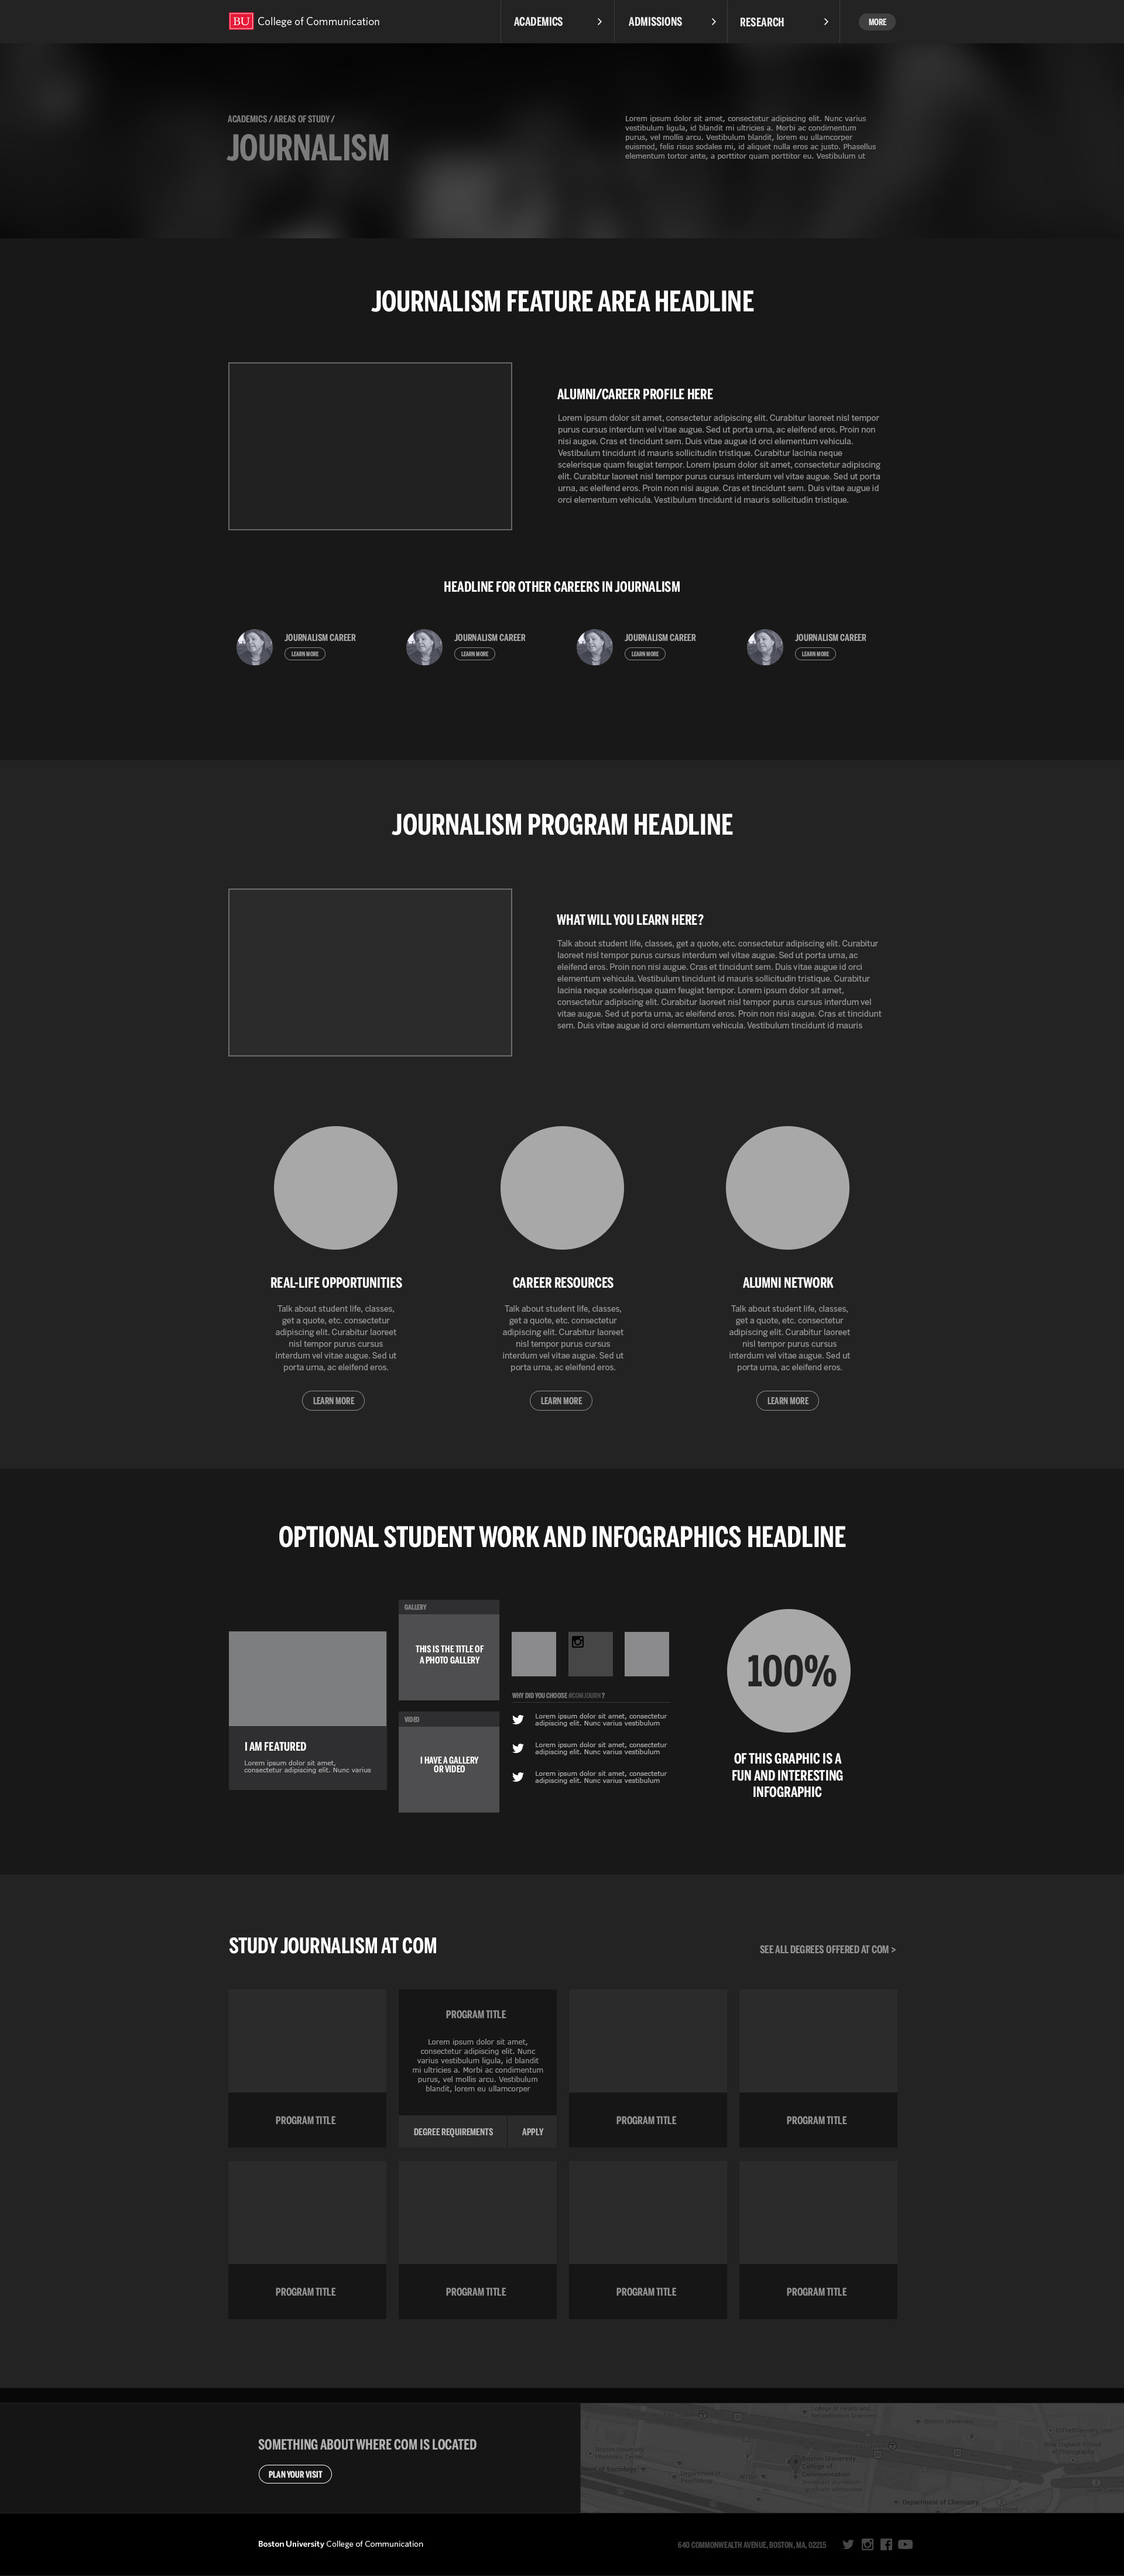 BU College of Communication
ACADEMICS
ADMISSIONS
RESEARCH
MORE
ACADEMICS / AREAS OF STUDY /
JOURNALISM
Lorem ipsum dolor sit amet, consectetur adipiscing elit. Nunc varius
vestibulum ligula, id blandit mi ultricies a. Morbi ac condimentum
purus, vel mollis arcu. Vestibulum blandit, lorem eu ullamcorper
euismod, felis risus sodales mi, id aliquet nulla eros ac justo. Phasellus
elementum tortor ante, a porttitor quam porttitor eu. Vestibulum ut
JOURNALISM FEATURE AREA HEADLINE
ALUMNI/CAREER PROFILE HERE
Lorem ipsum dolor sit amet, consectetur adipiscing elit. Curabitur laoreet nisl tempor
purus cursus interdum vel vitae augue. Sed ut porta urna, ac eleifend eros. Proin non
nisi augue. Cras et tincidunt sem. Duis vitae augue id orci elementum vehicula.
Vestibulum tincidunt id mauris sollicitudin tristique. Curabitur lacinia neque
scelerisque quam feugiat tempor. Lorem ipsum dolor sit amet, consectetur adipiscing
elit. Curabitur laoreet nisl tempor purus cursus interdum vel vitae augue. Sed ut porta
urna, ac eleifend eros. Proin non nisi augue. Cras et tincidunt sem. Duis vitae augue id
orci elementum vehicula. Vestibulum tincidunt id mauris sollicitudin tristique.
HEADLINE FOR OTHER CAREERS IN JOURNALISM
JOURNALISM CAREER
LEARN MORE
JOURNALISM CAREER
LEARN MORE
JOURNALISM CAREER
LEARN MORE
JOURNALISM CAREER
LEARN MORE
JOURNALISM PROGRAM HEADLINE
WHAT WILL YOU LEARN HERE?
Talk about student life, classes, get a quote, etc. consectetur adipiscing elit. Curabitur
laoreet nisl tempor purus cursus interdum vel vitae augue. Sed ut porta urna, ac
eleifend eros. Proin non nisi augue. Cras et tincidunt sem. Duis vitae augue id orci
elementum vehicula. Vestibulum tincidunt id mauris sollicitudin tristique. Curabitur
lacinia neque scelerisque quam feugiat tempor. Lorem ipsum dolor sit amet,
consectetur adipiscing elit. Curabitur laoreet nisl tempor purus cursus interdum vel
vitae augue. Sed ut porta urna, ac eleifend eros. Proin non nisi augue. Cras et tincidunt
sem. Duis vitae augue id orci elementum vehicula. Vestibulum tincidunt id mauris
REAL-LIFE OPPORTUNITIES
Talk about student life, classes,
get a quote, etc. consectetur
adipiscing elit. Curabitur laoreet
nisl tempor purus cursus
interdum vel vitae augue. Sed ut
porta urna, ac eleifend eros.
LEARN MORE
CAREER RESOURCES
Talk about student life, classes,
get a quote, etc. consectetur
adipiscing elit. Curabitur laoreet
nisl tempor purus cursus
interdum vel vitae augue. Sed ut
porta urna, ac eleifend eros.
LEARN MORE
ALUMNI NETWORK
Talk about student life, classes,
get a quote, etc. consectetur
adipiscing elit. Curabitur laoreet
nisl tempor purus cursus
interdum vel vitae augue. Sed ut
porta urna, ac eleifend eros.
LEARN MORE
OPTIONAL STUDENT WORK AND INFOGRAPHICS HEADLINE
I AM FEATURED
Lorem ipsum dolor sit amet,
consectetur adipiscing elit. Nunc varius
GALLERY
THIS IS THE TITLE OF
A PHOTO GALLERY
VIDEO
I HAVE A GALLERY
OR VIDEO
WHY DID YOU CHOOSE #COMJOURN ?
Lorem ipsum dolor sit amet, consectetur
adipiscing elit. Nunc varius vestibulum
Lorem ipsum dolor sit amet, consectetur
adipiscing elit. Nunc varius vestibulum
Lorem ipsum dolor sit amet, consectetur
adipiscing elit. Nunc varius vestibulum
100%
OF THIS GRAPHIC IS A
FUN AND INTERESTING
INFOGRAPHIC
STUDY JOURNALISM AT COM
SEE ALL DEGREES OFFERED AT COM >
PROGRAM TITLE
PROGRAM TITLE
Lorem ipsum dolor sit amet,
consectetur adipiscing elit. Nunc
varius vestibulum ligula, id blandit
mi ultricies a. Morbi ac condimentum
purus, vel mollis arcu. Vestibulum
blandit, lorem eu ullamcorper
DEGREE REQUIREMENTS
APPLY
PROGRAM TITLE
PROGRAM TITLE
PROGRAM TITLE
PROGRAM TITLE
PROGRAM TITLE
PROGRAM TITLE
SOMETHING ABOUT WHERE COM IS LOCATED
PLAN YOUR VISIT
Boston University
College of
Communication
Department of Chemistry
Boston University College of Communication
640 COMMONWEALTH AVENUE, BOSTON, MA, 02215